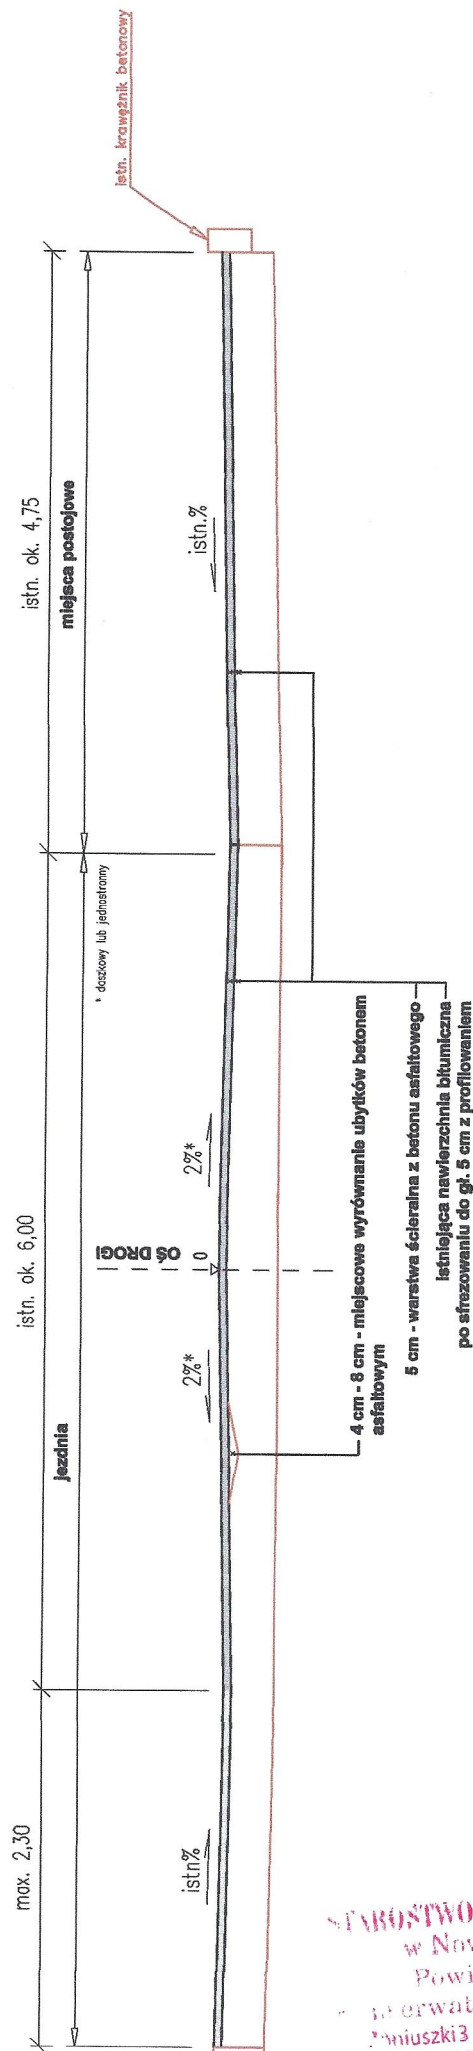 max. 2,30
istn. ok. 6,00
istn. ok. 4,75
jezdnia
miejsca postojowe
OŚ DROGI
* daszkowy lub jednostronny
istn. krawężnik betonowy
istn%
2%*
0
2%*
istn.%
4 cm - 8 cm - miejscowe wyrównanie ubytków betonem
asfaltowym
5 cm - warstwa ścieralna z betonu asfaltowego
istniejąca nawierzchnia bitumiczna
po sfrezowaniu do gł. 5 cm z profilowaniem
STAROSTWO
w Now
Powi